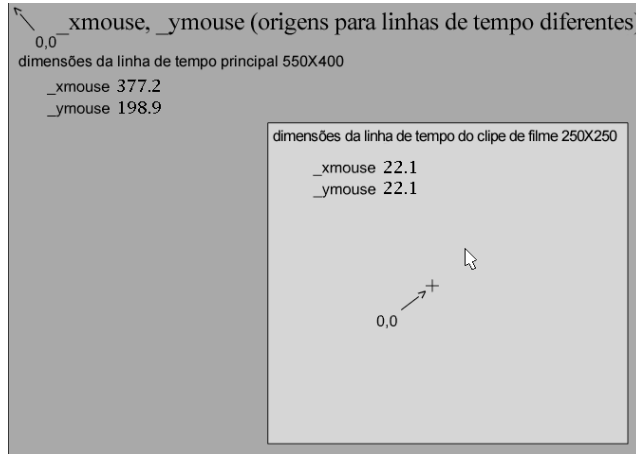 _xmouse, _ymouse (origens para linhas de tempo diferentes)
0,0
dimensões da linha de tempo principal 550X400
_xmouse 377.2
_ymouse 198.9
dimensões da linha de tempo do clipe de filme 250X250
_xmouse 22.1
_ymouse 22.1
0,0